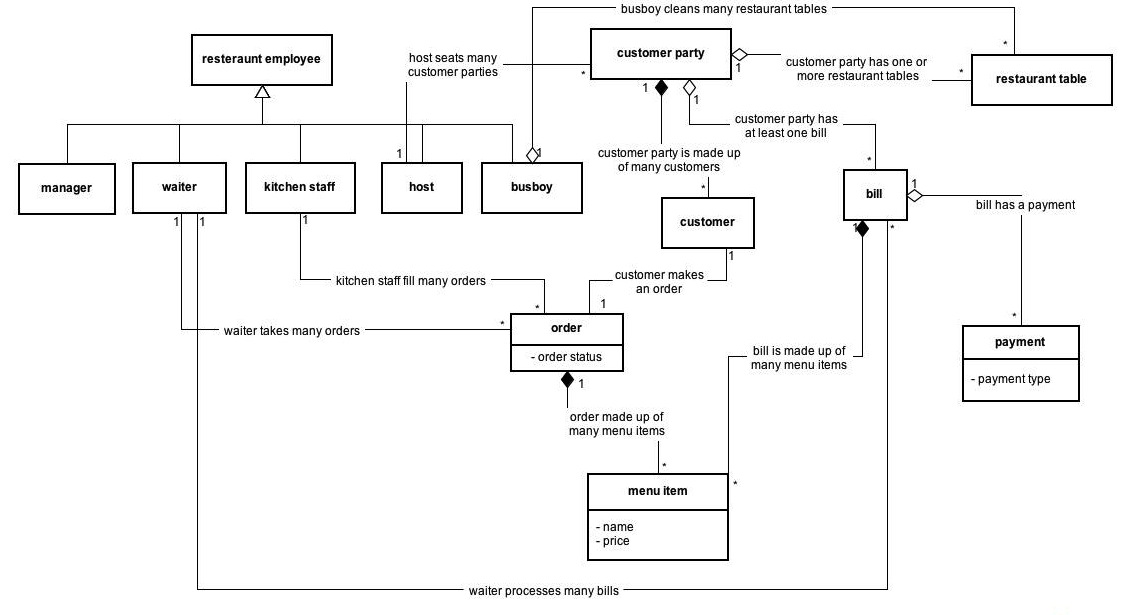 busboy cleans many restaurant tables
resteraunt employee
customer party
host seats many
customer parties
*
1
customer party has one or
more restaurant tables
*
*
restaurant table
1
1
customer party has
at least one bill
*
1
1
customer party is made up
of many customers
*
manager
waiter
kitchen staff
host
busboy
customer
bill
1
bill has a payment
1
1
1
1
1
*
kitchen staff fill many orders
*
customer makes
an order
1
waiter takes many orders
*
order
- order status
1
*
payment
- payment type
bill is made up of
many menu items
order made up of
many menu items
*
*
menu item
- name
- price
waiter processes many bills